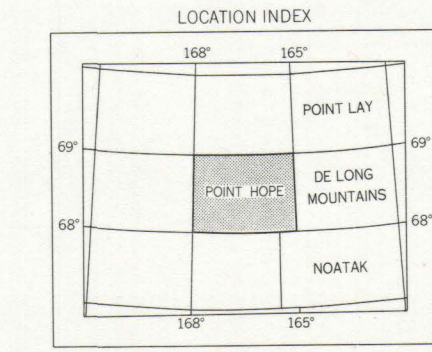 LOCATION INDEX
168° 165°
POINT LAY
69° 69°
POINT HOPE
DE LONG
MOUNTAINS
68° 68°
NOATAK
168° 165°